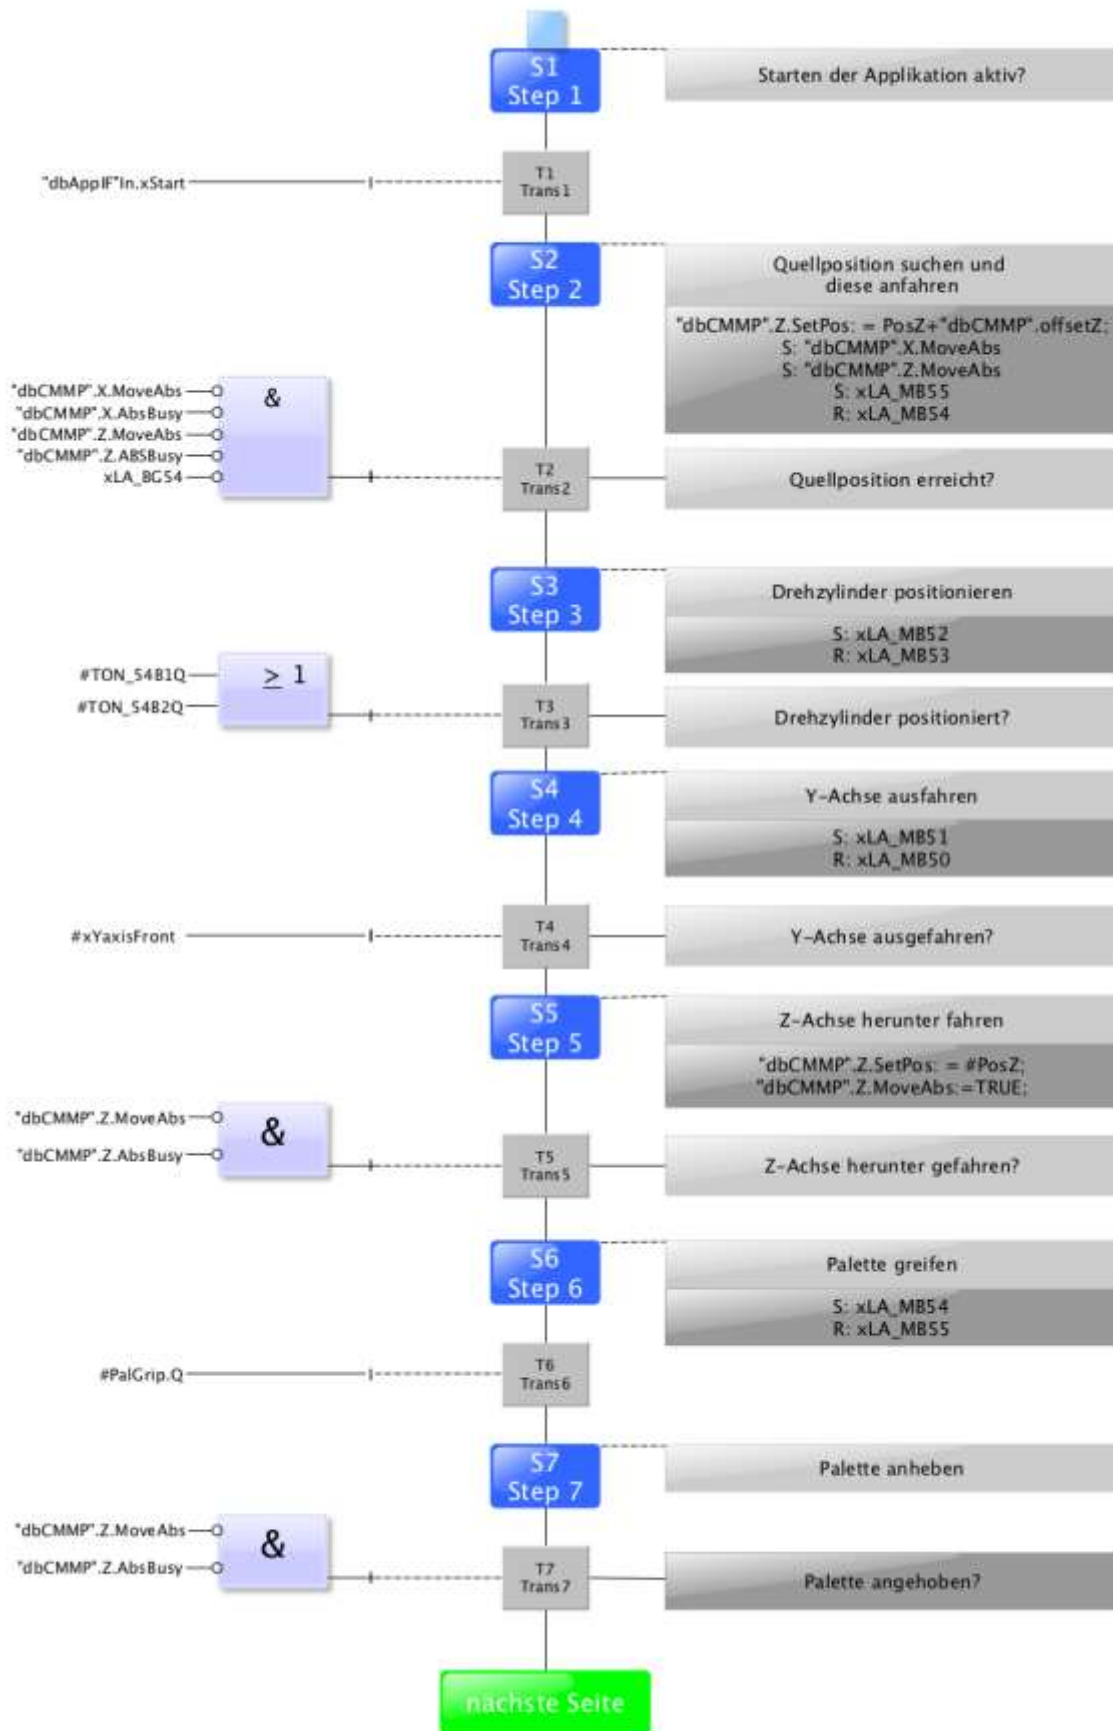 S1
Step 1
Starten der Applikation aktiv?
"dbAppIF"In.xStart
T1
Trans1
S2
Step 2
Quellposition suchen und
diese anfahren
"dbCMMP".Z.SetPos: = PosZ+"dbCMMP".offsetZ;
S: "dbCMMP".X.MoveAbs
S: "dbCMMP".Z.MoveAbs
S: xLA_MB55
R: xLA_MB54
"dbCMMP".X.MoveAbs
"dbCMMP".X.AbsBusy
"dbCMMP".Z.MoveAbs
"dbCMMP".Z.ABSBusy
xLA_BG54
&
T2
Trans2
Quellposition erreicht?
S3
Step 3
Drehzylinder positionieren
S: xLA_MB52
R: xLA_MB53
#TON_54B1Q
#TON_54B2Q
≥ 1
T3
Trans3
Drehzylinder positioniert?
S4
Step 4
Y-Achse ausfahren
S: xLA_MB51
R: xLA_MB50
#xYaxisFront
T4
Trans4
Y-Achse ausgefahren?
S5
Step 5
Z-Achse herunter fahren
"dbCMMP".Z.SetPos: = #PosZ;
"dbCMMP".Z.MoveAbs:=TRUE;
"dbCMMP".Z.MoveAbs
"dbCMMP".Z.AbsBusy
&
T5
Trans5
Z-Achse herunter gefahren?
S6
Step 6
Palette greifen
S: xLA_MB54
R: xLA_MB55
#PalGrip.Q
T6
Trans6
S7
Step 7
Palette anheben
"dbCMMP".Z.MoveAbs
"dbCMMP".Z.AbsBusy
&
T7
Trans7
Palette angehoben?
nächste Seite